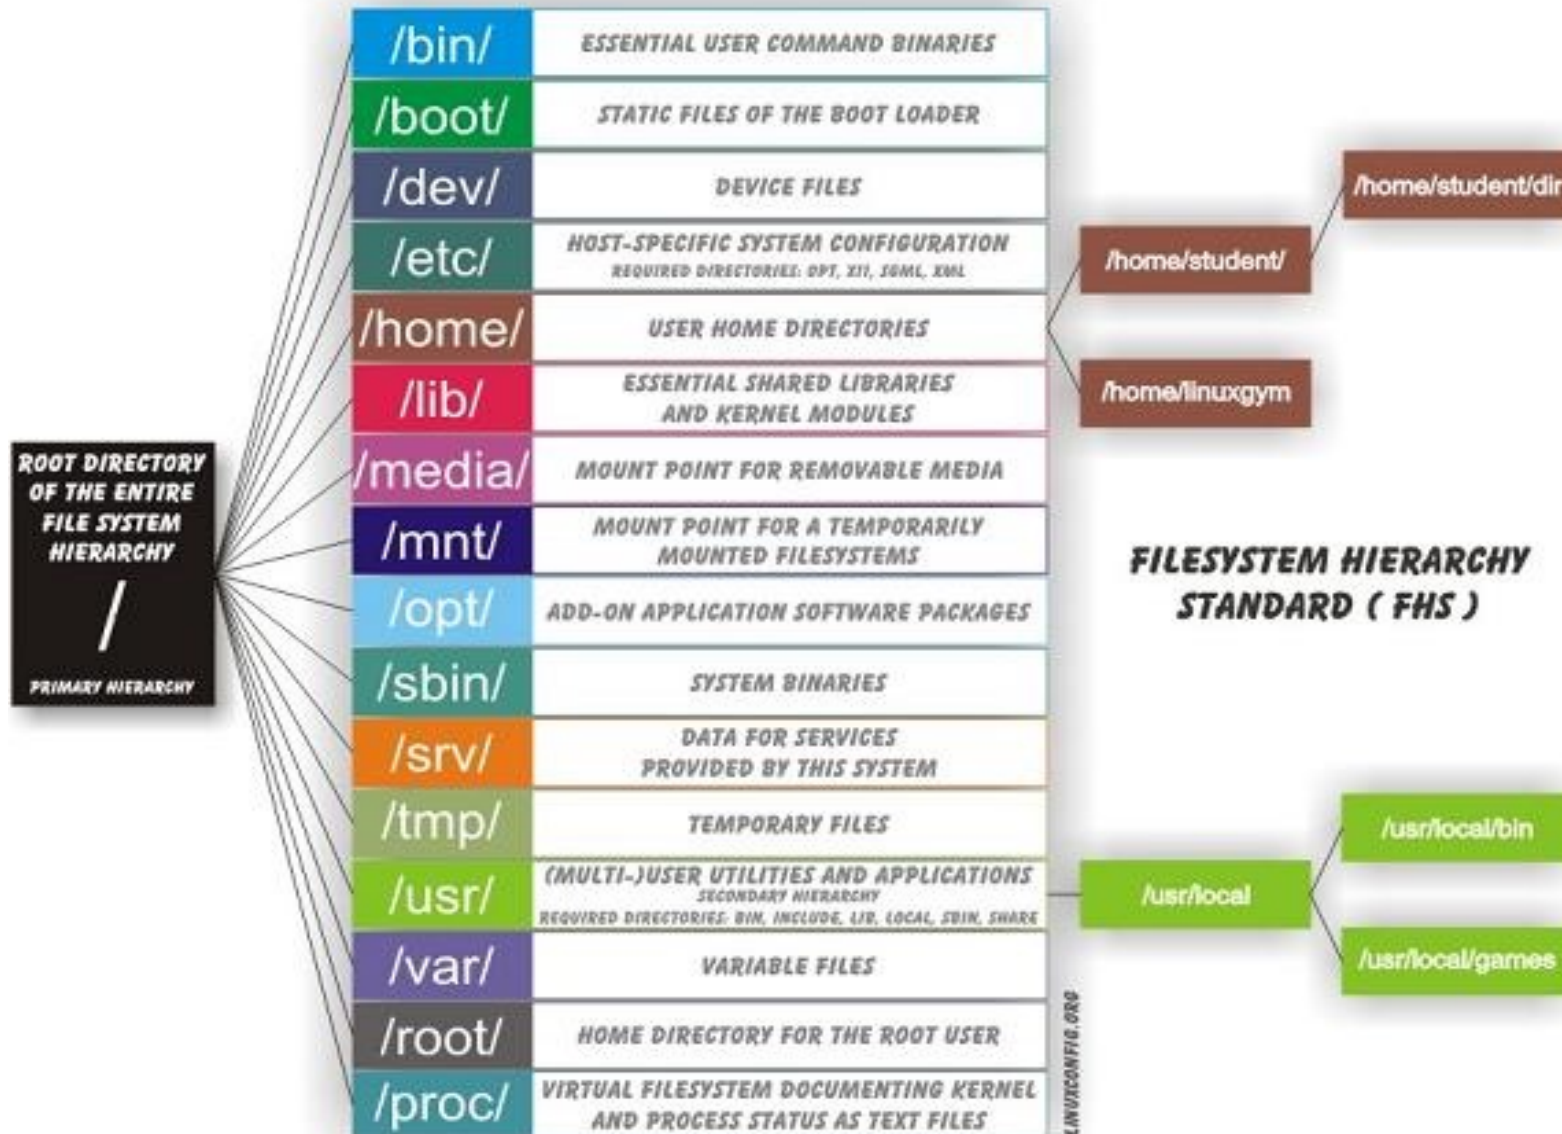 ROOT DIRECTORY
OF THE ENTIRE
FILE SYSTEM
HIERARCHY
/
PRIMARY HIERARCHY
/bin/
ESSENTIAL USER COMMAND BINARIES
/boot/
STATIC FILES OF THE BOOT LOADER
/dev/
DEVICE FILES
/etc/
HOST-SPECIFIC SYSTEM CONFIGURATION
REQUIRED DIRECTORIES: OPT, X11, SGML, XML
/home/
USER HOME DIRECTORIES
/lib/
ESSENTIAL SHARED LIBRARIES
AND KERNEL MODULES
/media/
MOUNT POINT FOR REMOVABLE MEDIA
/mnt/
MOUNT POINT FOR A TEMPORARILY
MOUNTED FILESYSTEMS
/opt/
ADD-ON APPLICATION SOFTWARE PACKAGES
/sbin/
SYSTEM BINARIES
/srv/
DATA FOR SERVICES
PROVIDED BY THIS SYSTEM
/tmp/
TEMPORARY FILES
/usr/
(MULTI-)USER UTILITIES AND APPLICATIONS
SECONDARY HIERARCHY
REQUIRED DIRECTORIES: BIN, INCLUDE, LIB, LOCAL, SBIN, SHARE
/var/
VARIABLE FILES
/root/
HOME DIRECTORY FOR THE ROOT USER
/proc/
VIRTUAL FILESYSTEM DOCUMENTING KERNEL
AND PROCESS STATUS AS TEXT FILES
/home/student/
/home/student/dir
/home/linuxgym
FILESYSTEM HIERARCHY
STANDARD ( FHS )
/usr/local
/usr/local/bin
/usr/local/games
LINUXCONFIG.ORG